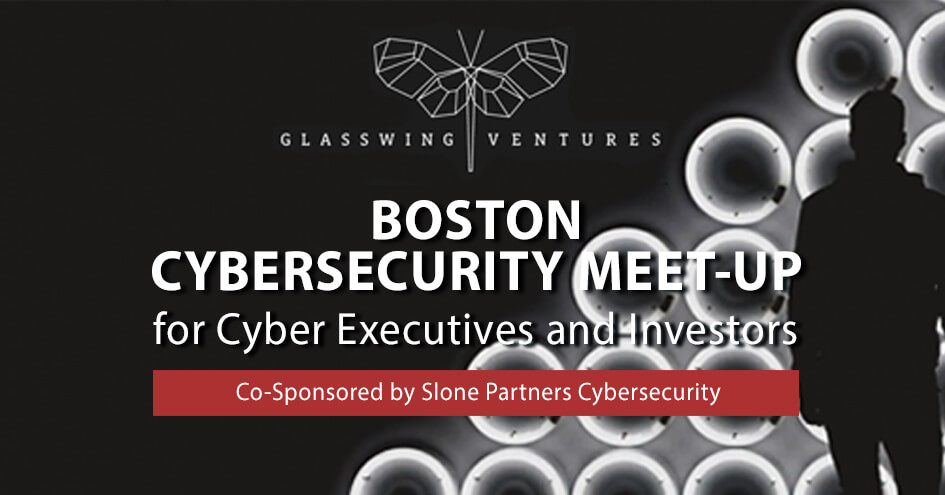 GLASSWING VENTURES
BOSTON
CYBERSECURITY MEET-UP
for Cyber Executives and Investors
Co-Sponsored by Slone Partners Cybersecurity